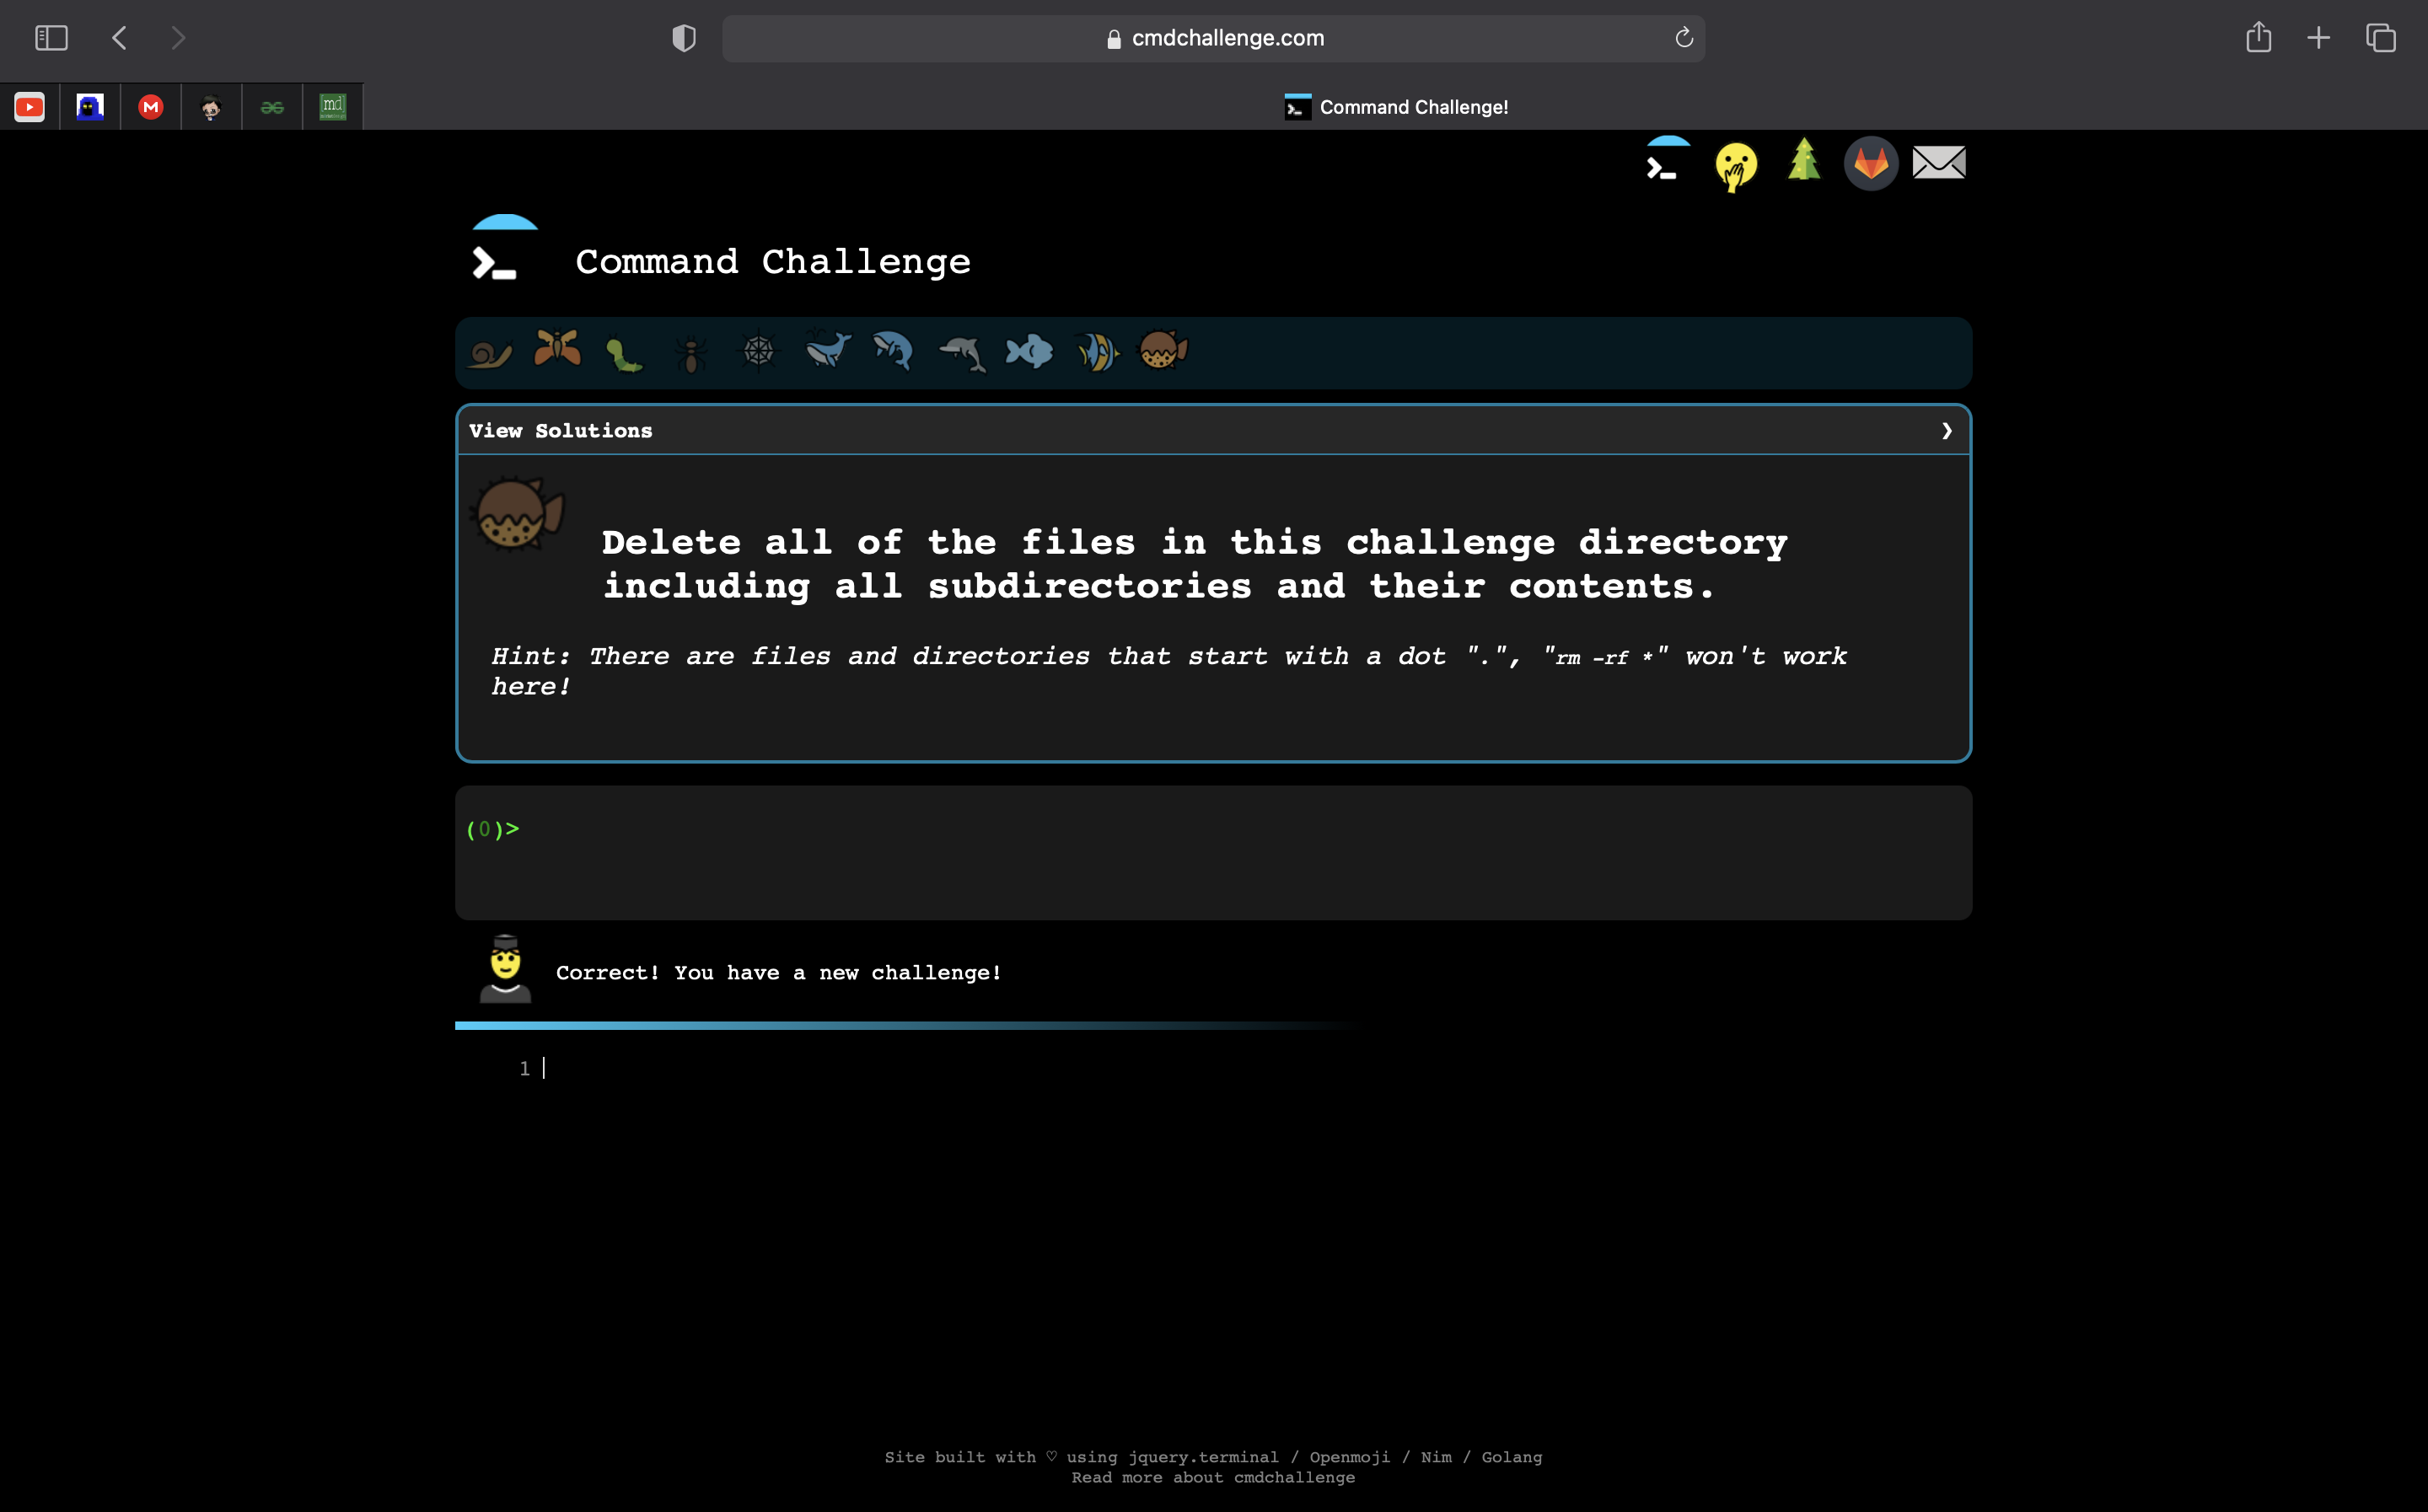 cmdchallenge.com
M
md
Command Challenge!
Command Challenge
View Solutions
Delete all of the files in this challenge directory
including all subdirectories and their contents.
Hint: There are files and directories that start with a dot ".", "rm -rf *" won't work
here!
(0)>
Correct! You have a new challenge!
1
Site built with ♡ using jquery.terminal / Openmoji / Nim / Golang
Read more about cmdchallenge